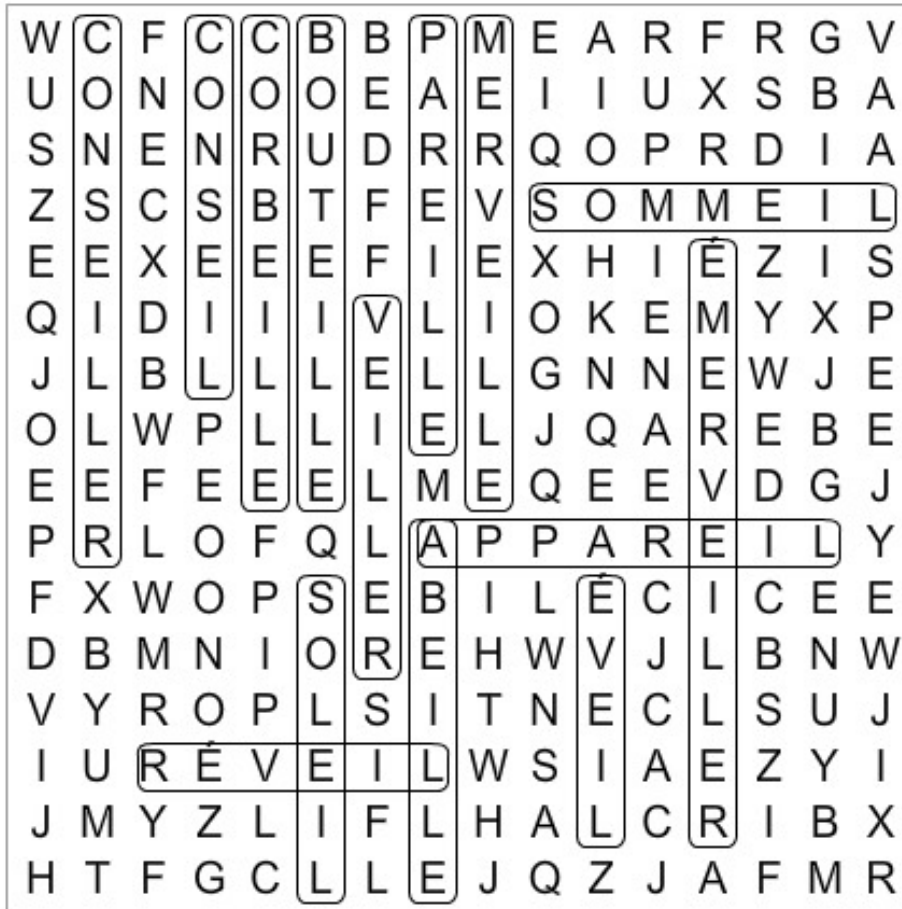 W C F C C B B P M E A R F R G V
U O N O O O E A E I I U X S B A
S N E N R U D R R Q O P R D I A
Z S C S B T F E V S O M M E I L
E E X E E E F I E X H I É Z I S
Q I D I I I V L I O K E M Y X P
J L B L L L E L L G N N E W J E
O L W P L L I E L J Q A R E B E
E E F E E E L M E Q E E V D G J
P R L O F Q L A P P A R E I L Y
F X W O P S E B I L É C I C E E
D B M N I O R E H W V J L B N W
V Y R O P L S I T N E C L S U J
I U R É V E I L W S I A E Z Y I
J M Y Z L I F L H A L C R I B X
H T F G C L L E J Q Z J A F M R